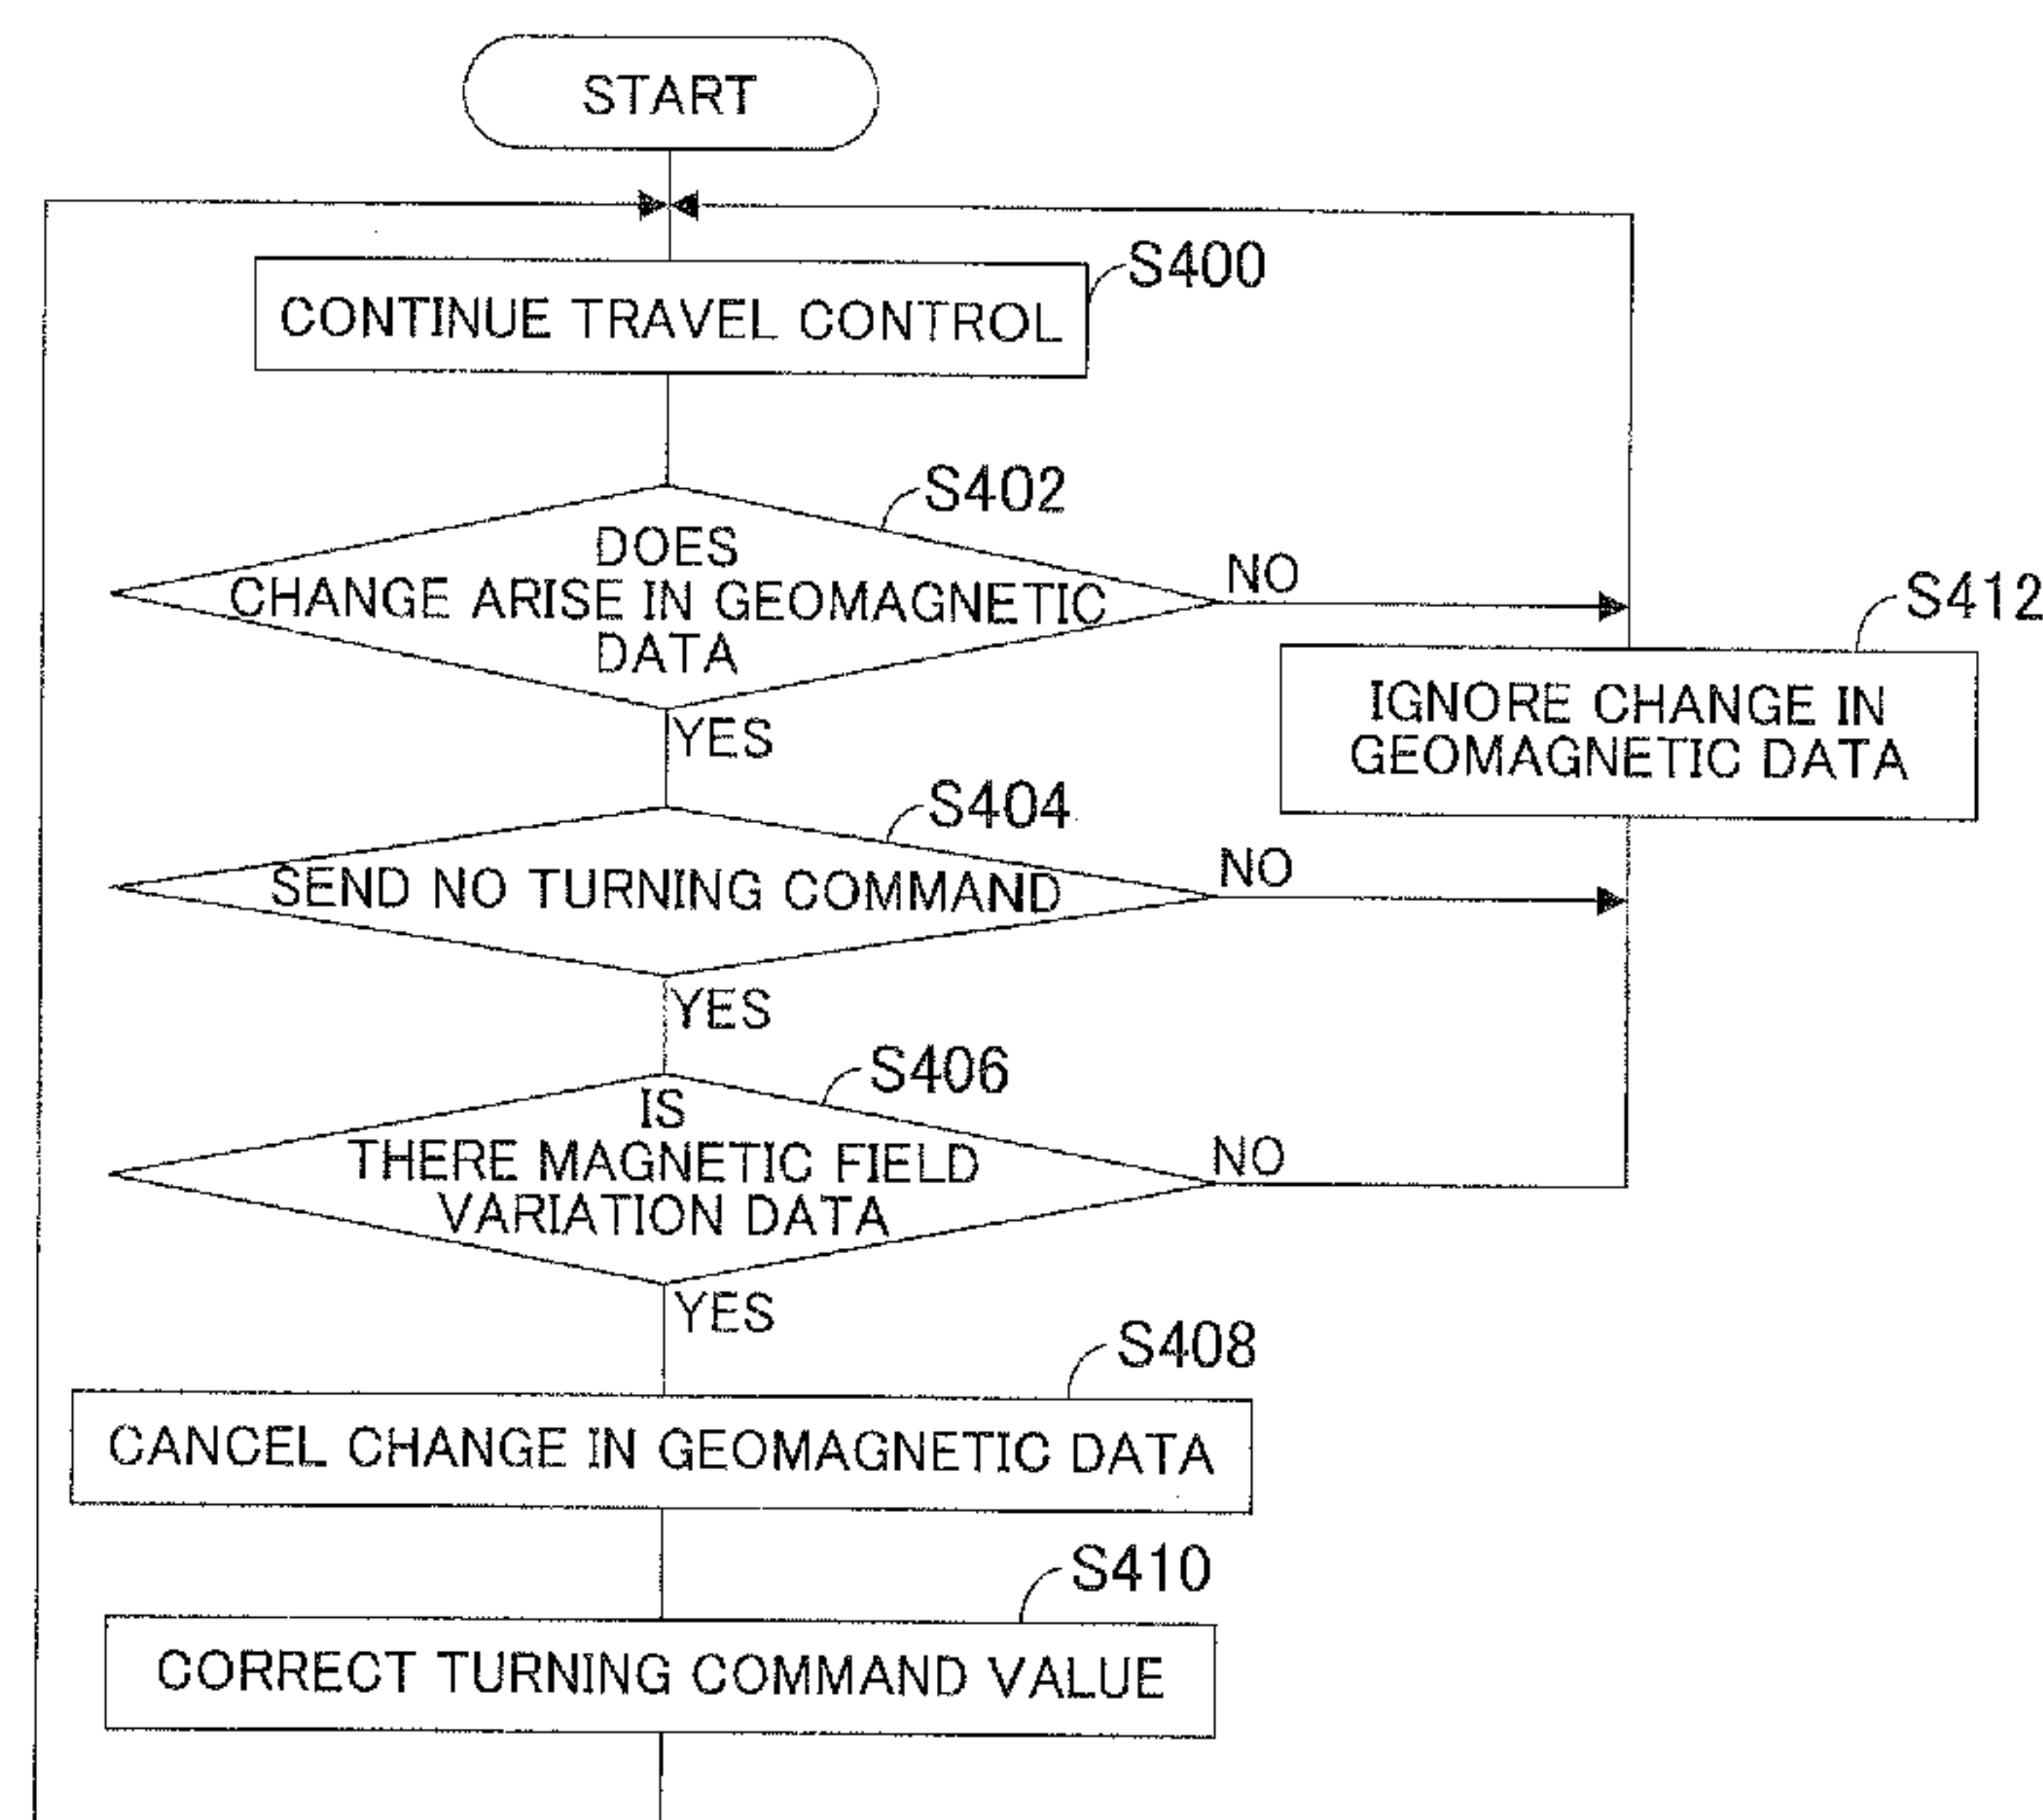 START
S400
CONTINUE TRAVEL CONTROL
S402
DOES
CHANGE ARISE IN GEOMAGNETIC
DATA
NO
YES
S412
IGNORE CHANGE IN
GEOMAGNETIC DATA
S404
SEND NO TURNING COMMAND
NO
YES
S406
IS
THERE MAGNETIC FIELD
VARIATION DATA
NO
YES
S408
CANCEL CHANGE IN GEOMAGNETIC DATA
S410
CORRECT TURNING COMMAND VALUE